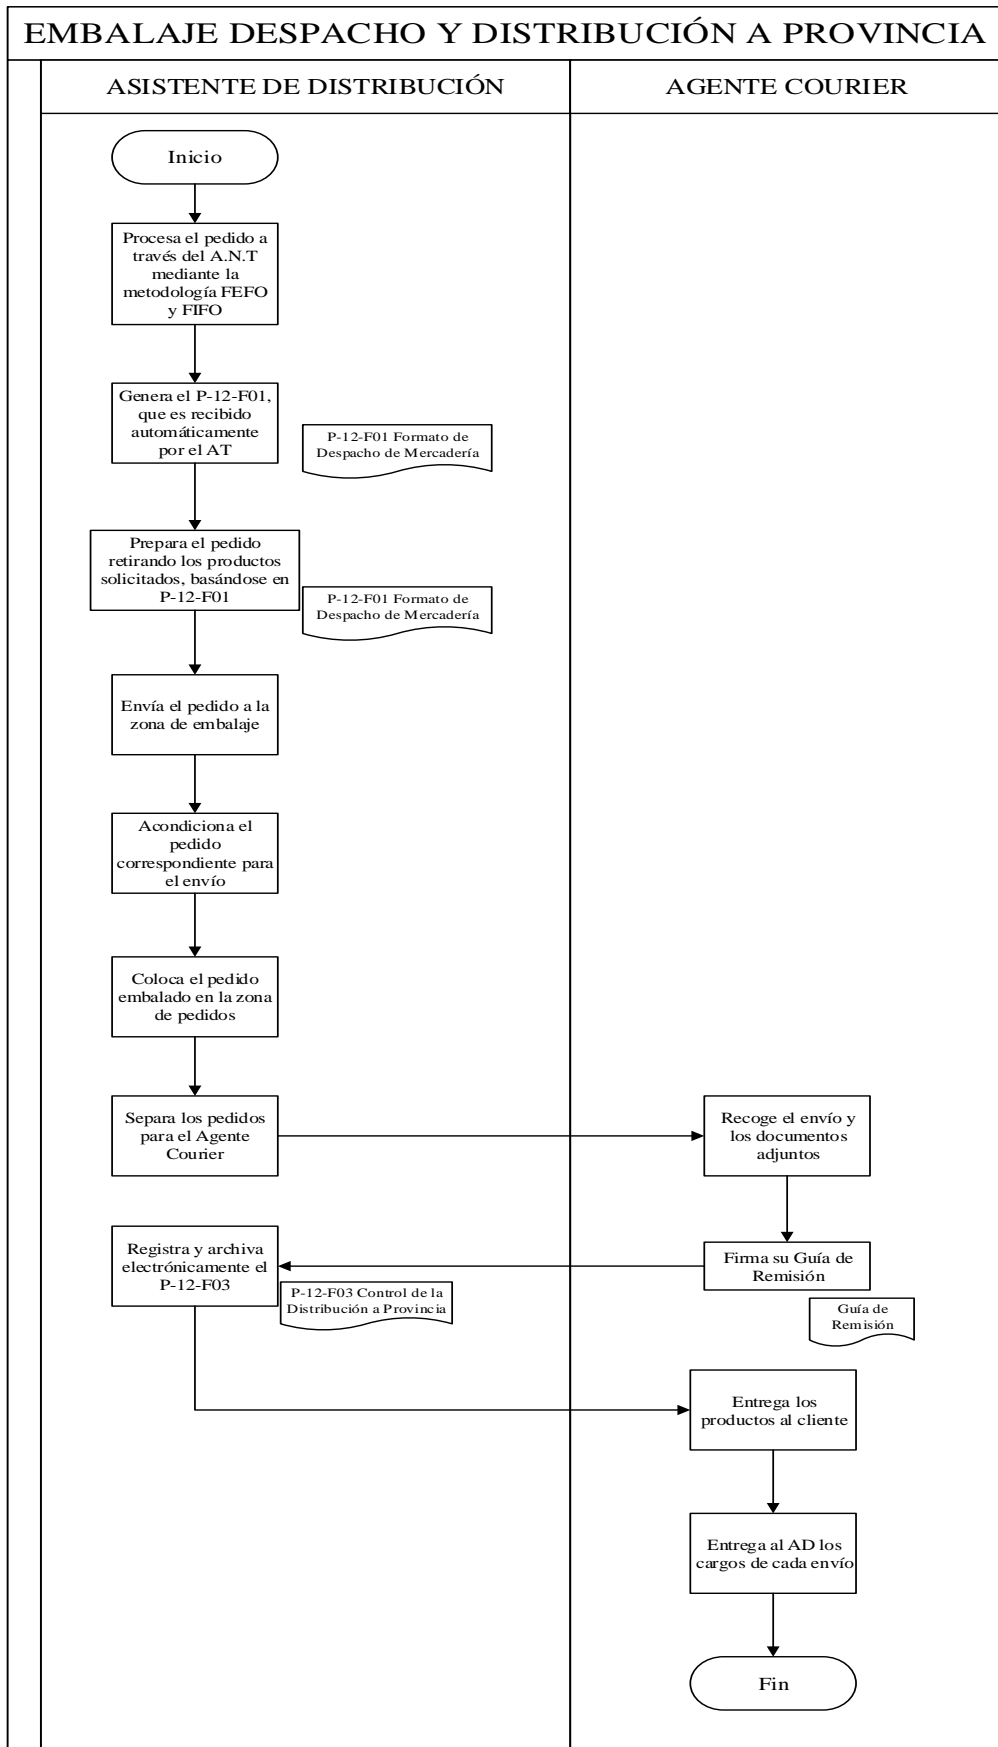 EMBALAJE DESPACHO Y DISTRIBUCIÓN A PROVINCIA
ASISTENTE DE DISTRIBUCIÓN
AGENTE COURIER
Inicio
Procesa el pedido a
través del A.N.T
mediante la
metodología FEFO
y FIFO
Genera el P-12-F01,
que es recibido
automáticamente
por el AT
P-12-F01 Formato de
Despacho de Mercadería
Prepara el pedido
retirando los productos
solicitados, basándose en
P-12-F01
P-12-F01 Formato de
Despacho de Mercadería
Envía el pedido a la
zona de embalaje
Acondiciona el
pedido
correspondiente para
el envío
Coloca el pedido
embalado en la zona
de pedidos
Separa los pedidos
para el Agente
Courier
Recoge el envío y
los documentos
adjuntos
Firma su Guía de
Remisión
Guía de
Remisión
Registra y archiva
electrónicamente el
P-12-F03
P-12-F03 Control de la
Distribución a Provincia
Entrega los
productos al cliente
Entrega al AD los
cargos de cada envío
Fin